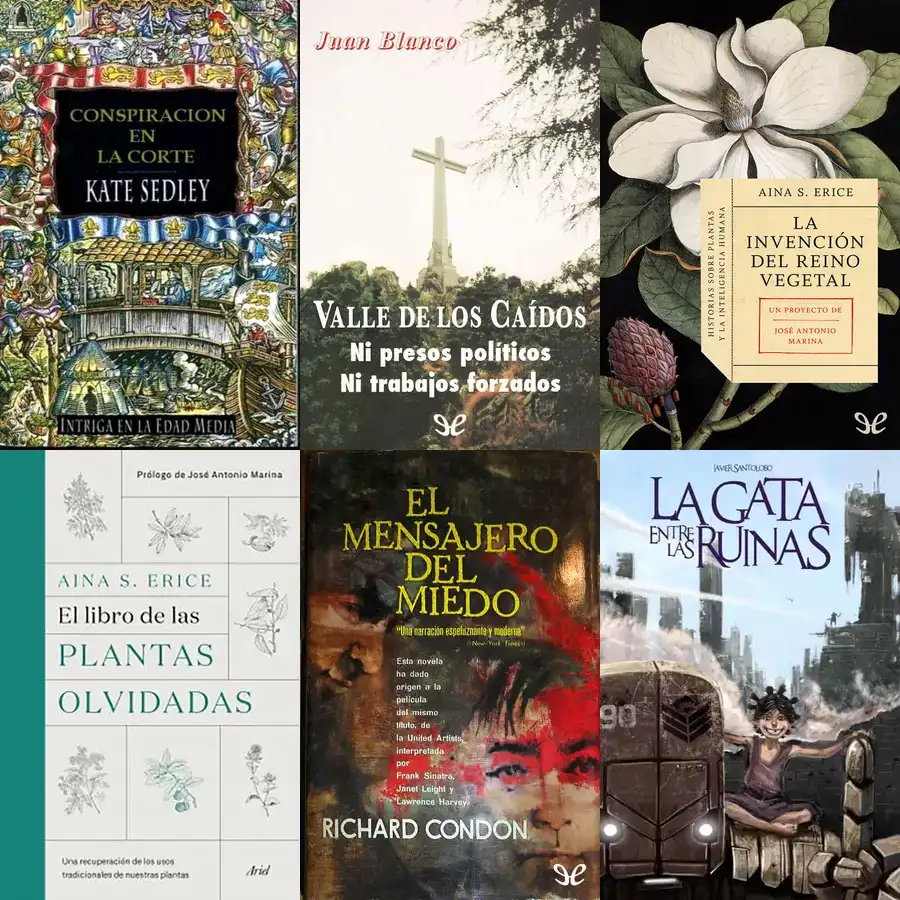 CONSPIRACION
EN
LA CORTE
KATE SEDLEY
INTRIGA EN LA EDAD MEDIA
Juan Blanco
VALLE DE LOS CAÍDOS
Ni presos políticos
Ni trabajos forzados
AINA S. ERICE
LA
INVENCIÓN
DEL REINO
VEGETAL
UN PROYECTO DE
JOSÉ ANTONIO
MARINA
HISTORIAS SOBRE PLANTAS
Y LA INTELIGENCIA HUMANA
Prólogo de José Antonio Marina
AINA S. ERICE
El libro de las
PLANTAS
OLVIDADAS
Una recuperación de los usos
tradicionales de nuestras plantas
Ariel
EL
MENSAJERO
DEL
MIEDO
"Una narración espeluznante y moderna"
(New-York Times)
Esta novela
ha dado
origen a la
película
del mismo
título, de
la United Artists,
interpretada
por
Frank Sinatra,
Janet Leight y
Lawrence Harvey.
RICHARD CONDON
JAVIER SANTOLOBO
LA GATA
ENTRE
LAS RUINAS
90